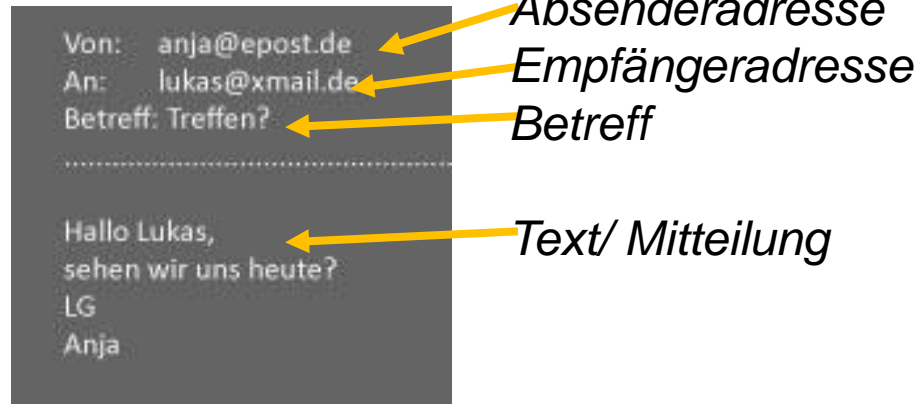 Von: anja@epost.de
Absenderadresse
An: lukas@xmail.de
Empfängeradresse
Betreff: Treffen?
Betreff
Hallo Lukas,
Text/ Mitteilung
sehen wir uns heute?
LG
Anja